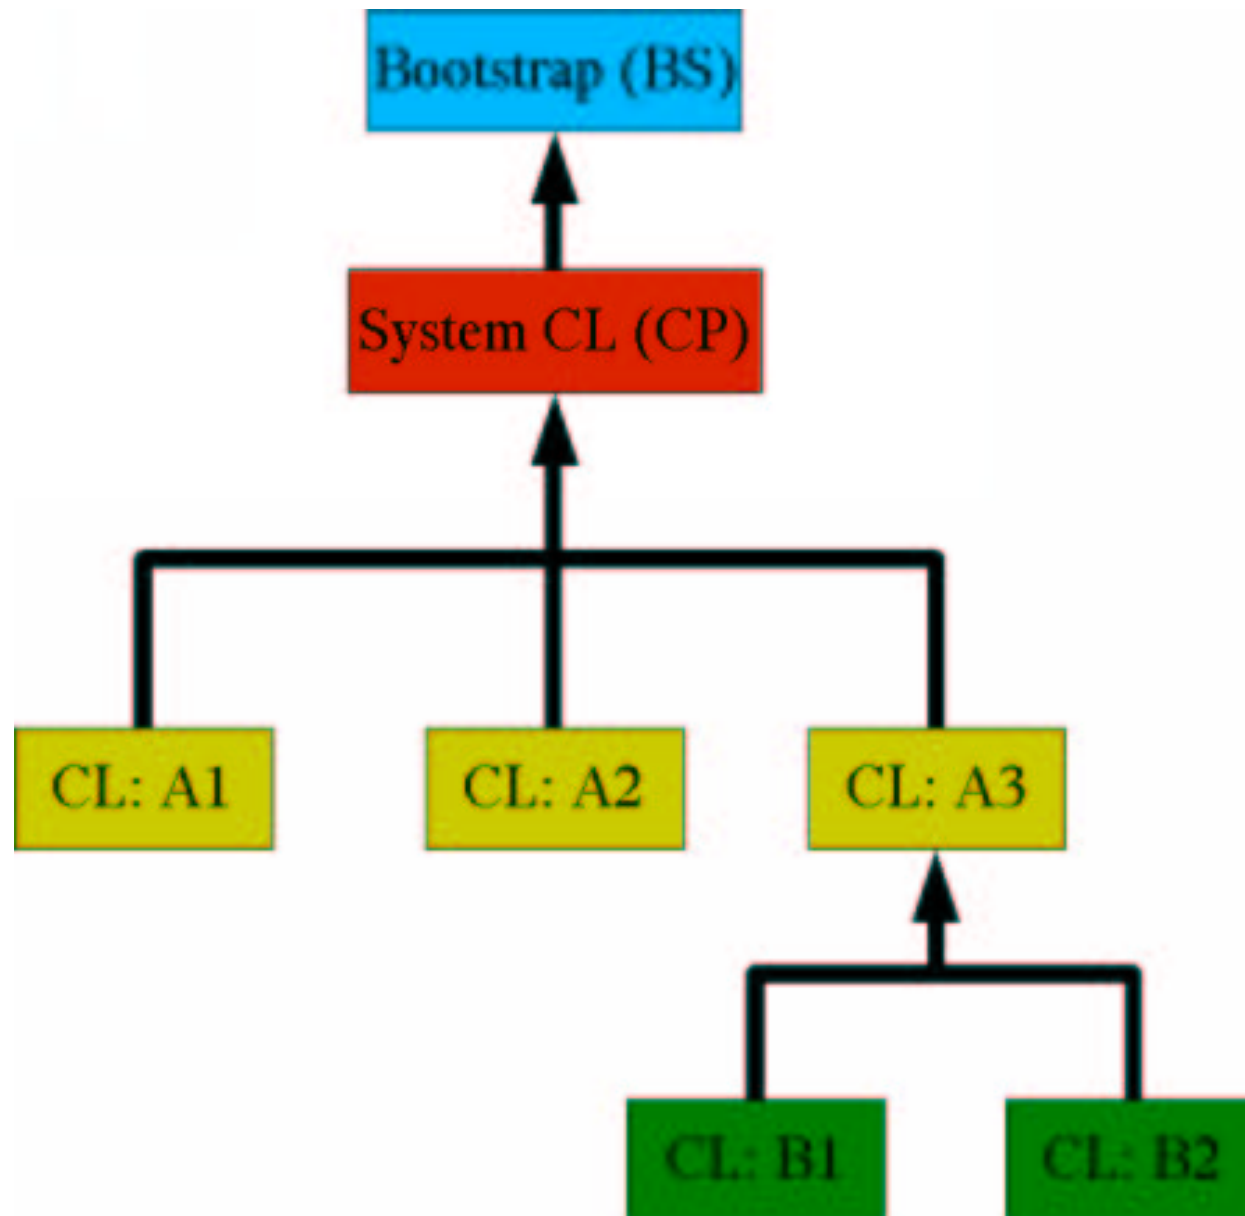 Bootstrap (BS)
System CL (CP)
CL: A1
CL: A2
CL: A3
CL: B1
CL: B2